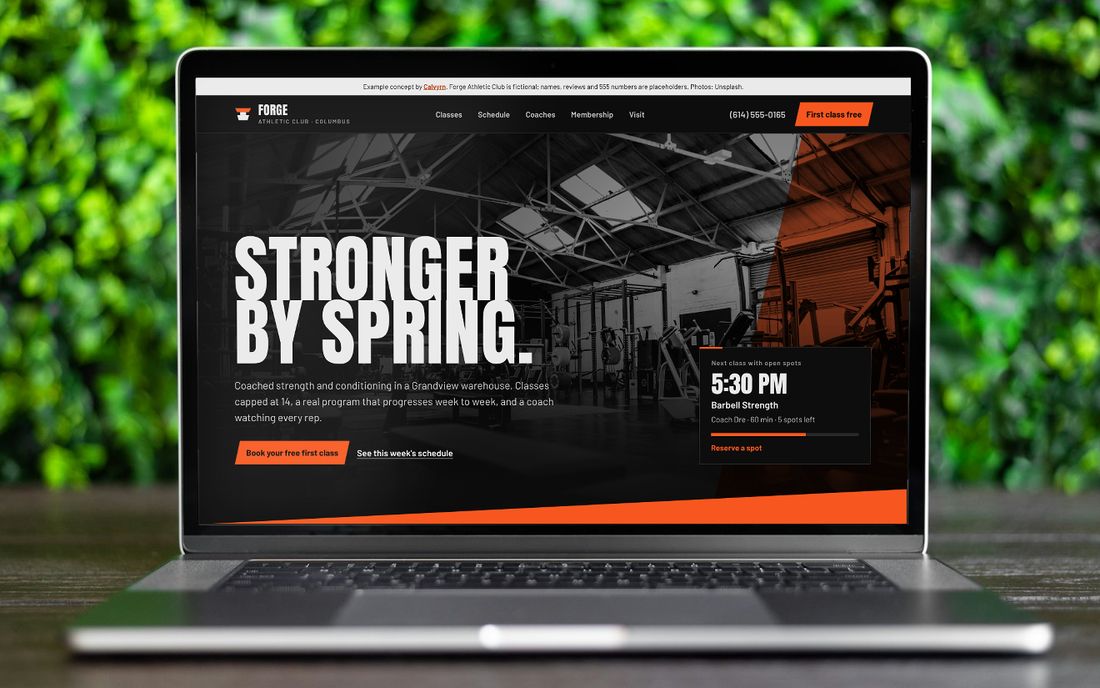 Example concept by Calvyrn. Forge Athletic Club is fictional; names, reviews and 555 numbers are placeholders. Photos: Unsplash.
FORGE
ATHLETIC CLUB · COLUMBUS
Classes Schedule Coaches Membership Visit
(614) 555-0165
First class free
STRONGER
BY SPRING.
Coached strength and conditioning in a Grandview warehouse. Classes
capped at 14, a real program that progresses week to week, and a coach
watching every rep.
Book your free first class
See this week's schedule
Next class with open spots
5:30 PM
Barbell Strength
Coach Dre · 60 min · 5 spots left
Reserve a spot